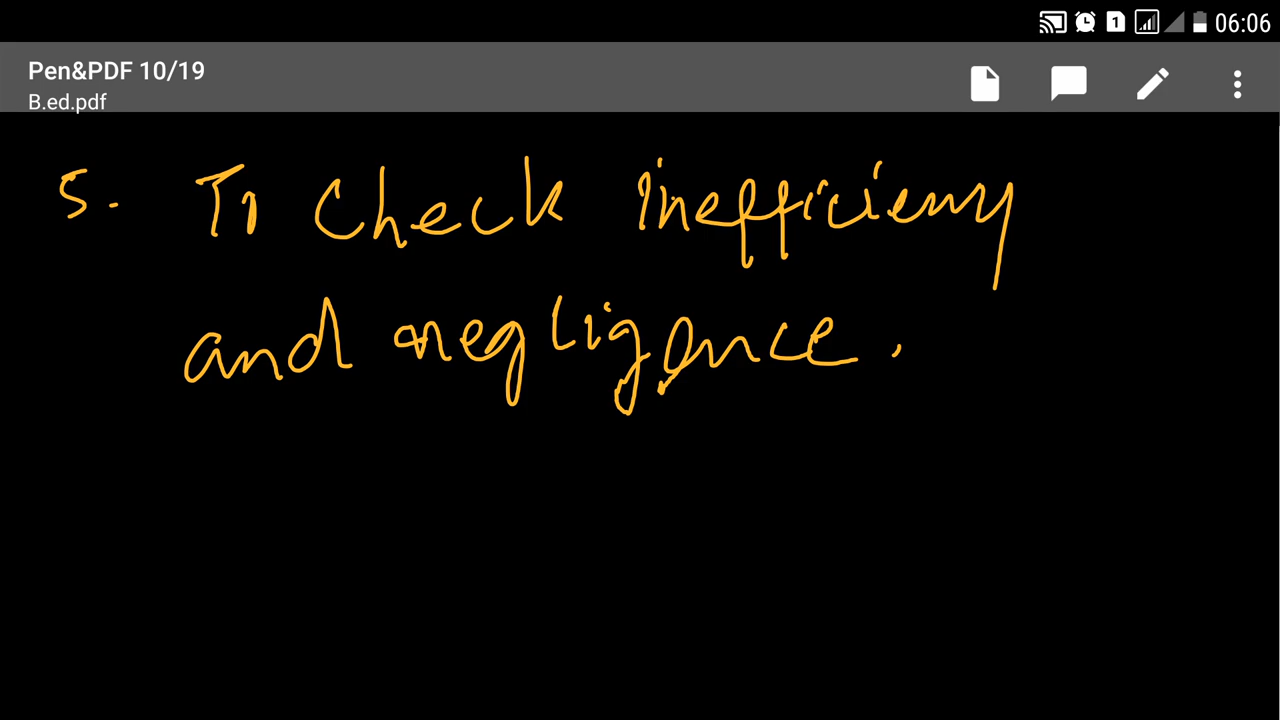 06:06
Pen&PDF 10/19
B.ed.pdf
5. To Check inefficiency
and negligence.